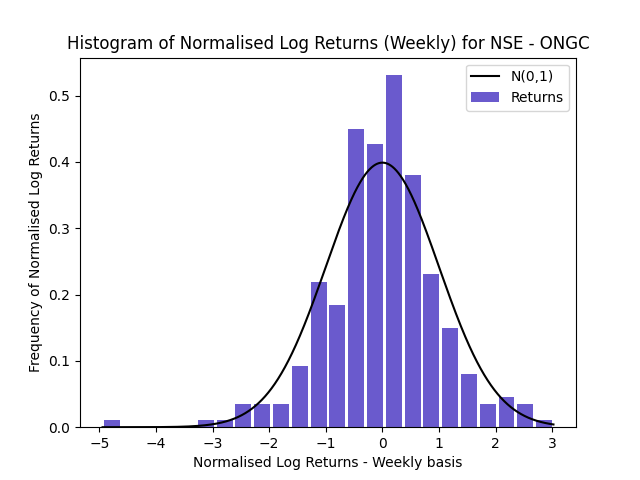 Histogram of Normalised Log Returns (Weekly) for NSE - ONGC
N(0,1)
Returns
Frequency of Normalised Log Returns
0.5
0.4
0.3
0.2
0.1
0.0
−5 −4 −3 −2 −1 0 1 2 3
Normalised Log Returns - Weekly basis